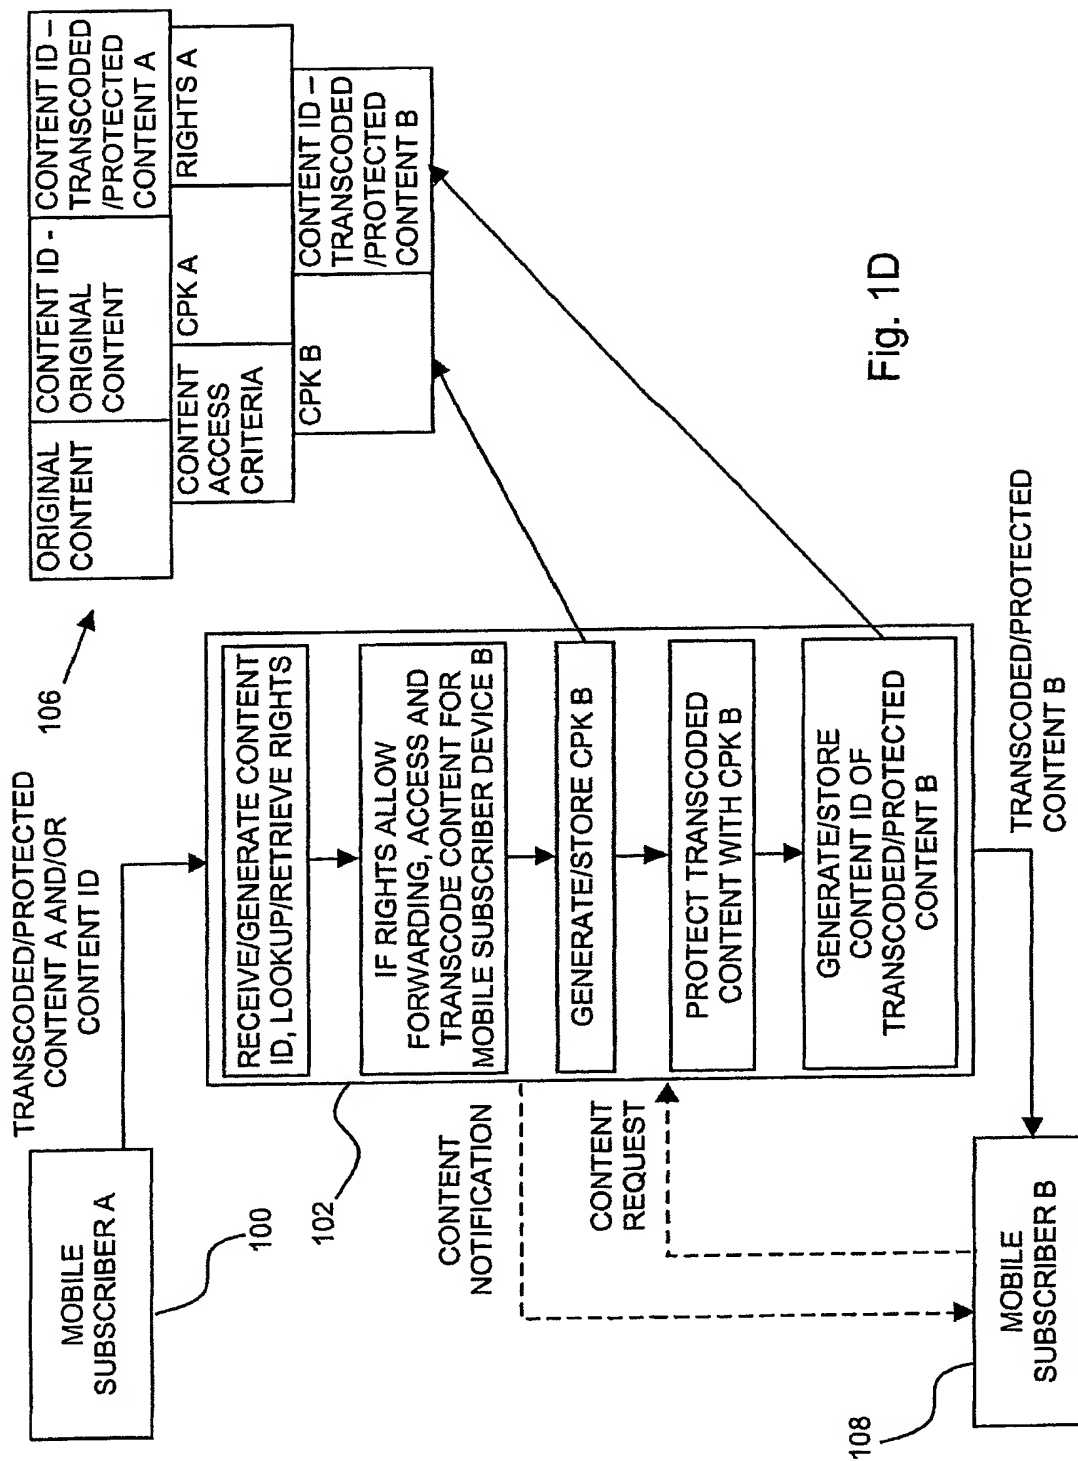 TRANSCODED/PROTECTED
CONTENT A AND/OR
CONTENT ID
106
ORIGINAL
CONTENT
CONTENT ID -
ORIGINAL
CONTENT
CONTENT ID –
TRANSCODED
/PROTECTED
CONTENT A
CONTENT
ACCESS
CRITERIA
CPK A
RIGHTS A
CPK B
CONTENT ID –
TRANSCODED
/PROTECTED
CONTENT B
MOBILE
SUBSCRIBER A
100
102
RECEIVE/GENERATE CONTENT
ID, LOOKUP/RETRIEVE RIGHTS
IF RIGHTS ALLOW
FORWARDING, ACCESS AND
TRANSCODE CONTENT FOR
MOBILE SUBSCRIBER DEVICE B
GENERATE/STORE CPK B
PROTECT TRANSCODED
CONTENT WITH CPK B
GENERATE/STORE
CONTENT ID OF
TRANSCODED/PROTECTED
CONTENT B
CONTENT
NOTIFICATION
CONTENT
REQUEST
108
MOBILE
SUBSCRIBER B
TRANSCODED/PROTECTED
CONTENT B
Fig. 1D